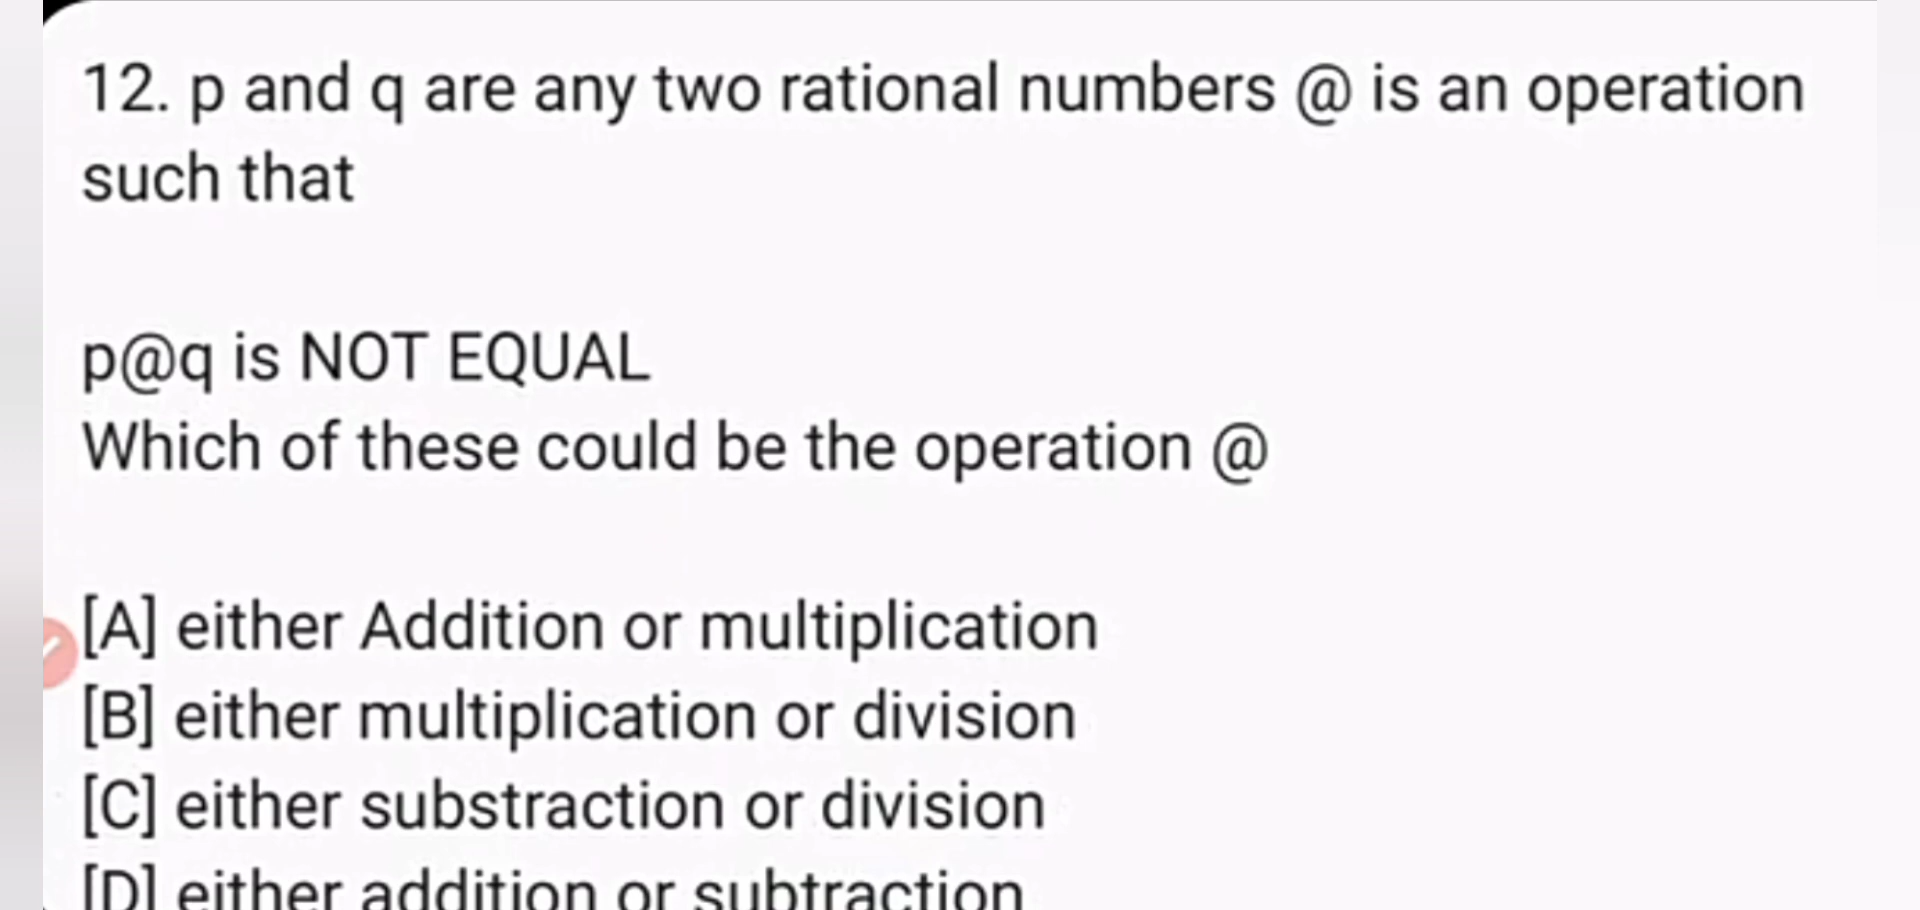 12. p and q are any two rational numbers @ is an operation
such that
p@q is NOT EQUAL
Which of these could be the operation @
[A] either Addition or multiplication
[B] either multiplication or division
[C] either substraction or division
[D] either addition or subtraction